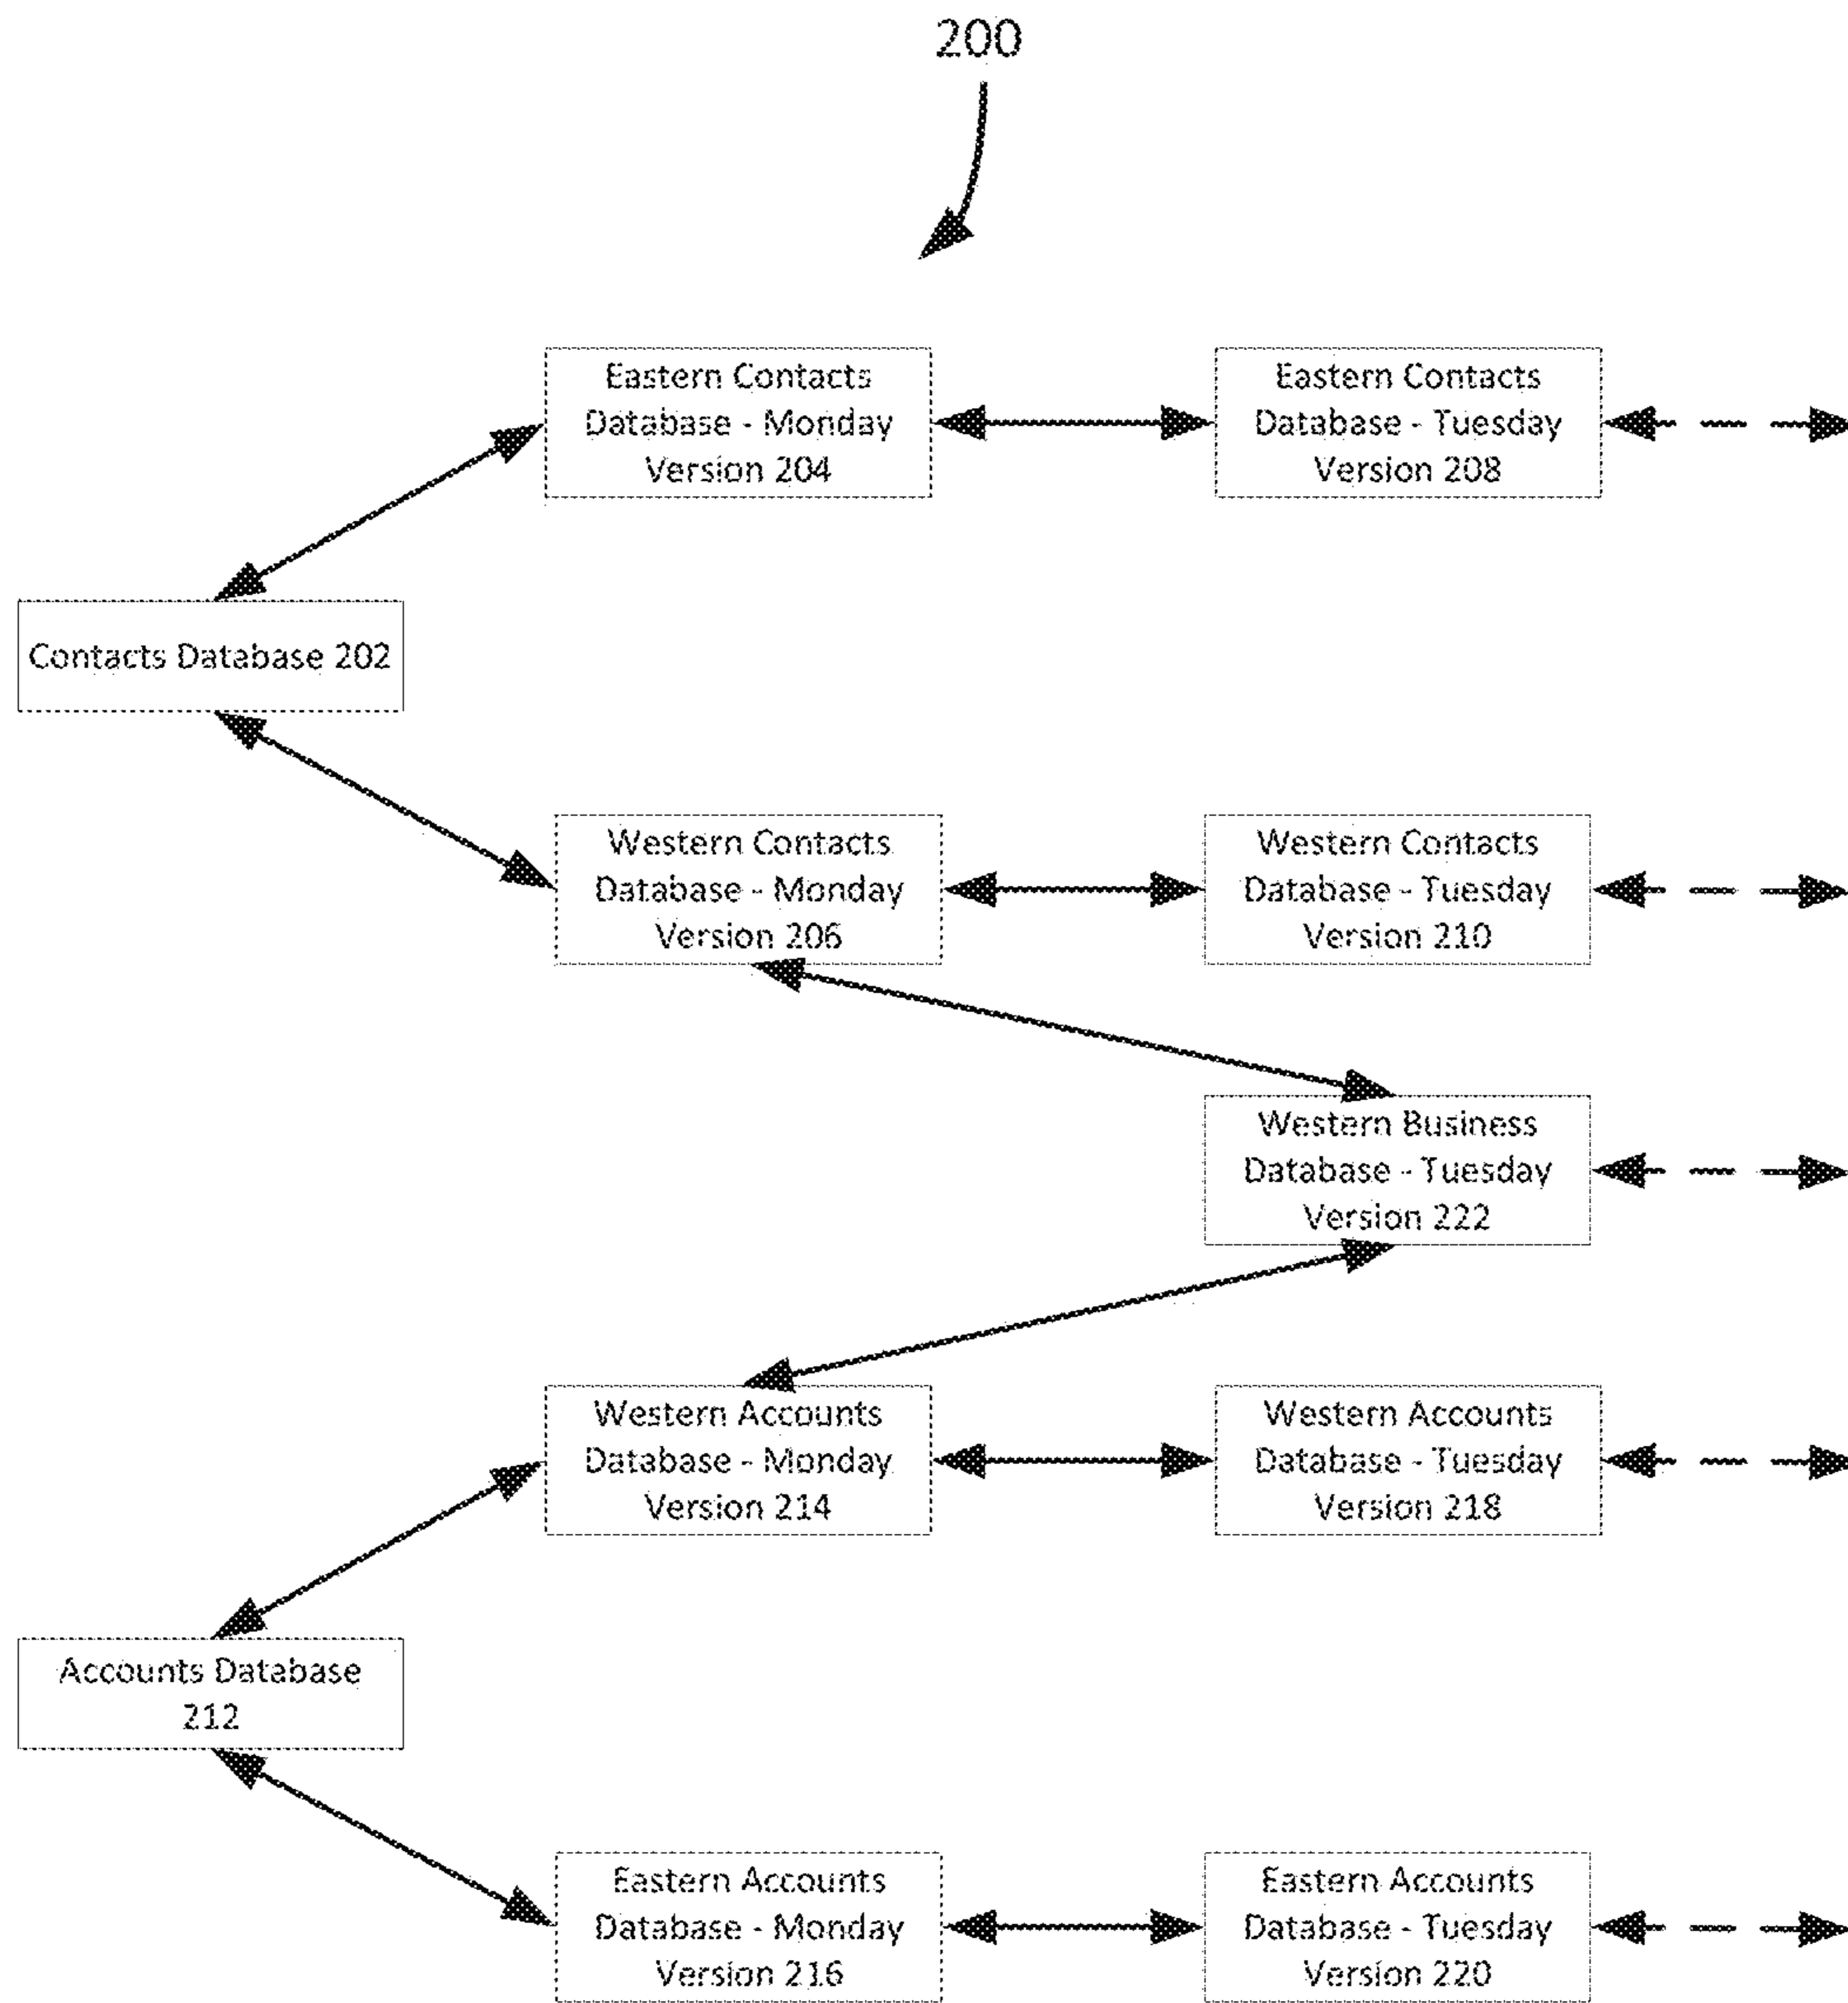 200
Eastern Contacts
Database - Monday
Version 204
Eastern Contacts
Database - Tuesday
Version 208
Contacts Database 202
Western Contacts
Database - Monday
Version 206
Western Contacts
Database - Tuesday
Version 210
Western Business
Database - Tuesday
Version 222
Western Accounts
Database - Monday
Version 214
Western Accounts
Database - Tuesday
Version 218
Accounts Database
212
Eastern Accounts
Database - Monday
Version 216
Eastern Accounts
Database - Tuesday
Version 220